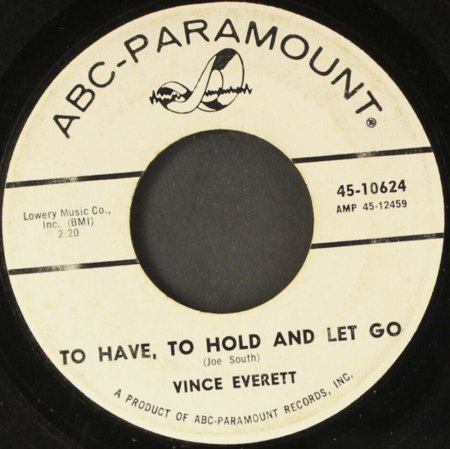 ABC-PARAMOUNT®
45-10624
AMP 45-12459
Lowery Music Co.,
Inc. (BMI)
2:20
TO HAVE, TO HOLD AND LET GO
(Joe South)
VINCE EVERETT
A PRODUCT OF ABC-PARAMOUNT RECORDS, INC.